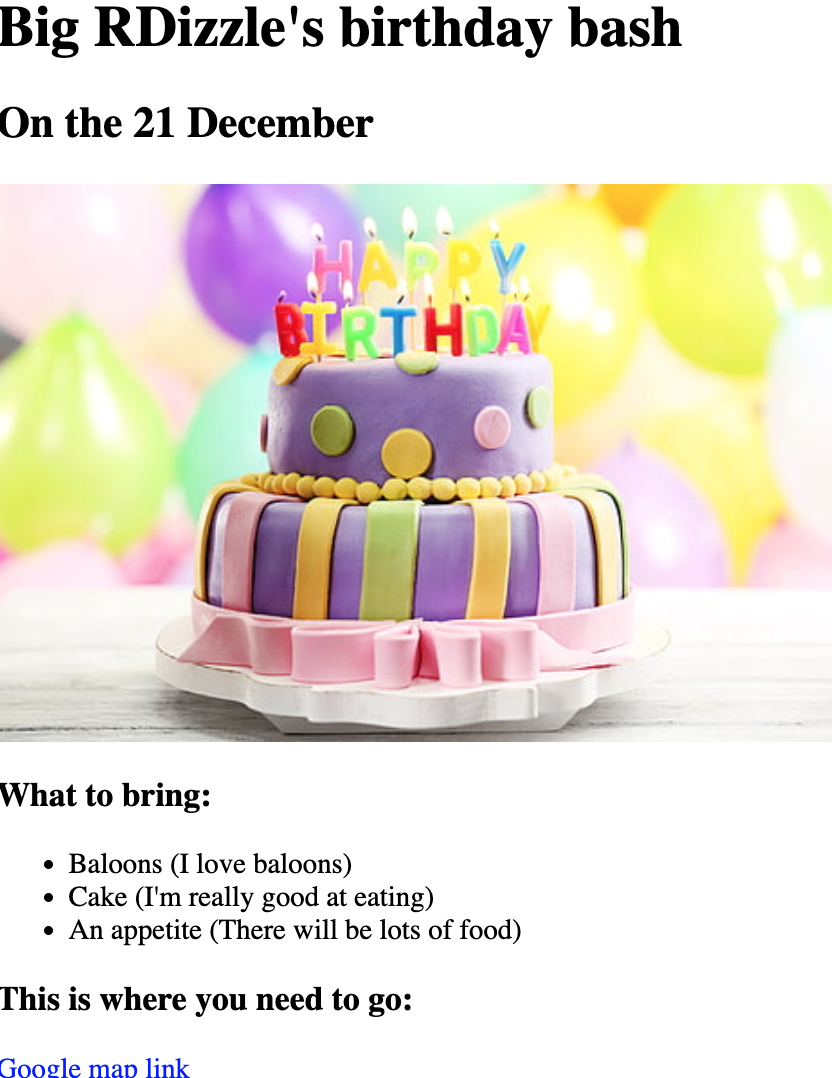 Big RDizzle's birthday bash
On the 21 December
HAPPY
BIRTHDAY
What to bring:
Baloons (I love baloons)
Cake (I'm really good at eating)
An appetite (There will be lots of food)
This is where you need to go:
Google map link